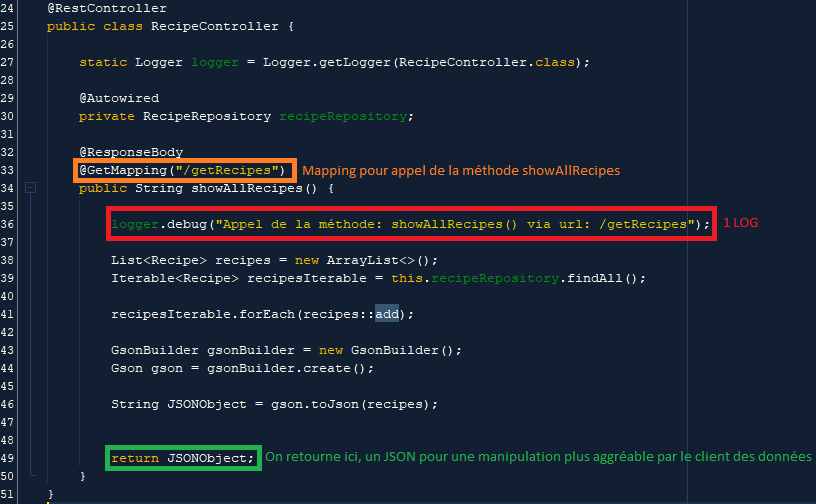 24 @RestController
25 public class RecipeController {
26
27 static Logger logger = Logger.getLogger(RecipeController.class);
28
29 @Autowired
30 private RecipeRepository recipeRepository;
31
32 @ResponseBody
33 @GetMapping("/getRecipes") Mapping pour appel de la méthode showAllRecipes
34 public String showAllRecipes() {
35
36 logger.debug("Appel de la méthode: showAllRecipes() via url: /getRecipes"); 1 LOG
37
38 List<Recipe> recipes = new ArrayList<>();
39 Iterable<Recipe> recipesIterable = this.recipeRepository.findAll();
40
41 recipesIterable.forEach(recipes::add);
42
43 GsonBuilder gsonBuilder = new GsonBuilder();
44 Gson gson = gsonBuilder.create();
45
46 String JSONObject = gson.toJson(recipes);
47
48
49 return JSONObject; On retourne ici, un JSON pour une manipulation plus aggréable par le client des données
50 }
51 }